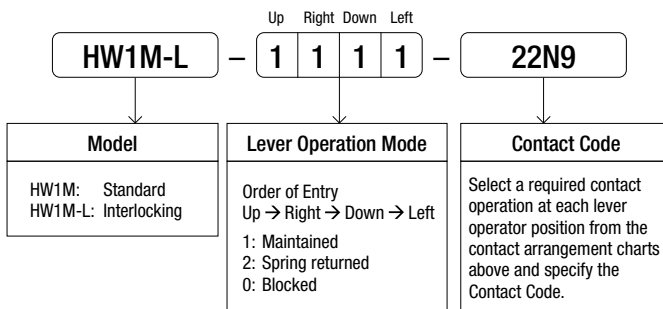 Up Right Down Left
HW1M-L – 1 1 1 1 – 22N9
Model
HW1M: Standard
HW1M-L: Interlocking
Lever Operation Mode
Order of Entry
Up → Right → Down → Left
1: Maintained
2: Spring returned
0: Blocked
Contact Code
Select a required contact
operation at each lever
operator position from the
contact arrangement charts
above and specify the
Contact Code.